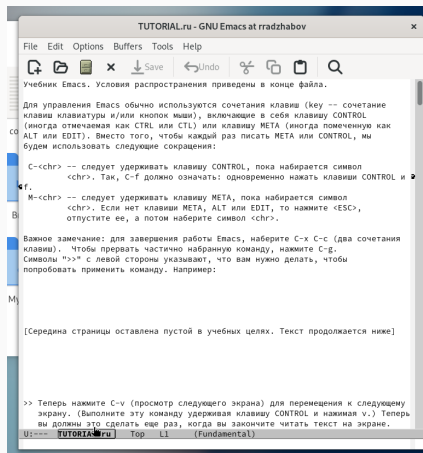 TUTORIAL.ru - GNU Emacs at rradzhabov
File Edit Options Buffers Tools Help
Save Undo
Учебник Emacs. Условия распространения приведены в конце файла.
Для управления Emacs обычно используются сочетания клавиш (key -- сочетание
клавиш клавиатуры и/или кнопок мыши), включающие в себя клавишу CONTROL
(иногда отмечаемая как CTRL или CTL) или клавишу META (иногда помеченную как
ALT или EDIT). Вместо того, чтобы каждый раз писать META или CONTROL, мы
будем использовать следующие сокращения:
C-<chr> -- следует удерживать клавишу CONTROL, пока набирается символ
<chr>. Так, C-f должно означать: одновременно нажать клавиши CONTROL и
f.
M-<chr> -- следует удерживать клавишу META, пока набирается символ
<chr>. Если нет клавиши META, ALT или EDIT, то нажмите <ESC>,
отпустите ее, а потом наберите символ <chr>.
Важное замечание: для завершения работы Emacs, наберите C-x C-c (два сочетания
клавиш). Чтобы прервать частично набранную команду, нажмите C-g.
Символы ">>" с левой стороны указывают, что вам нужно делать, чтобы
попробовать применить команду. Например:
[Середина страницы оставлена пустой в учебных целях. Текст продолжается ниже]
>> Теперь нажмите C-v (просмотр следующего экрана) для перемещения к следующему
экрану. (Выполните эту команду удерживая клавишу CONTROL и нажимая v.) Теперь
вы должны это сделать еще раз, когда вы закончите читать текст на экране.
U:--- TUTORIAL.ru Top L1 (Fundamental)